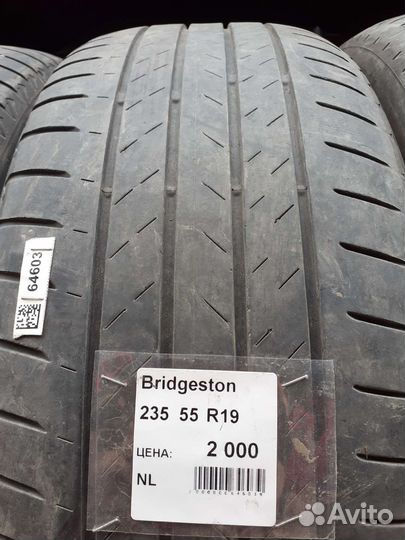 64603
Bridgeston
235 55 R19
ЦЕНА: 2 000
NL
Avito